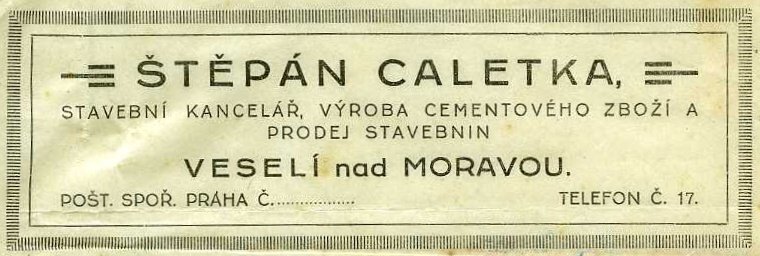 ŠTĚPÁN CALETKA,
STAVEBNÍ KANCELÁŘ, VÝROBA CEMENTOVÉHO ZBOŽÍ A
PRODEJ STAVEBNIN
VESELÍ nad MORAVOU.
POŠT. SPOŘ. PRÁHA Č................... TELEFON Č. 17.